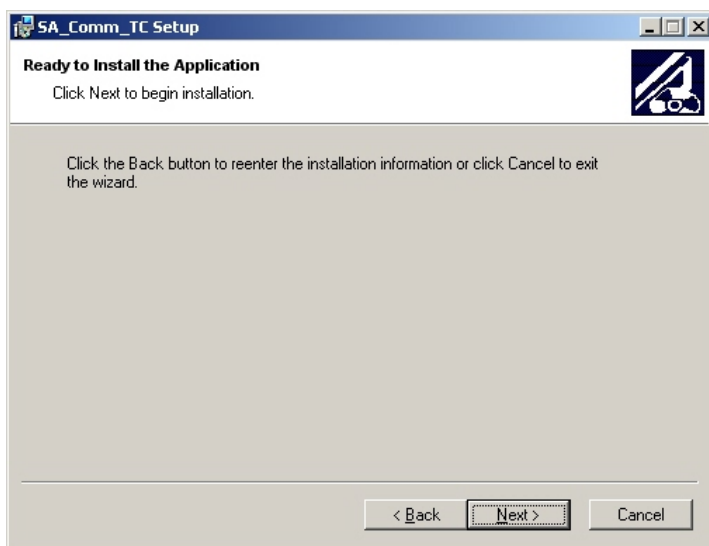 SA_Comm_TC Setup
Ready to Install the Application
Click Next to begin installation.
Click the Back button to reenter the installation information or click Cancel to exit
the wizard.
< Back Next > Cancel